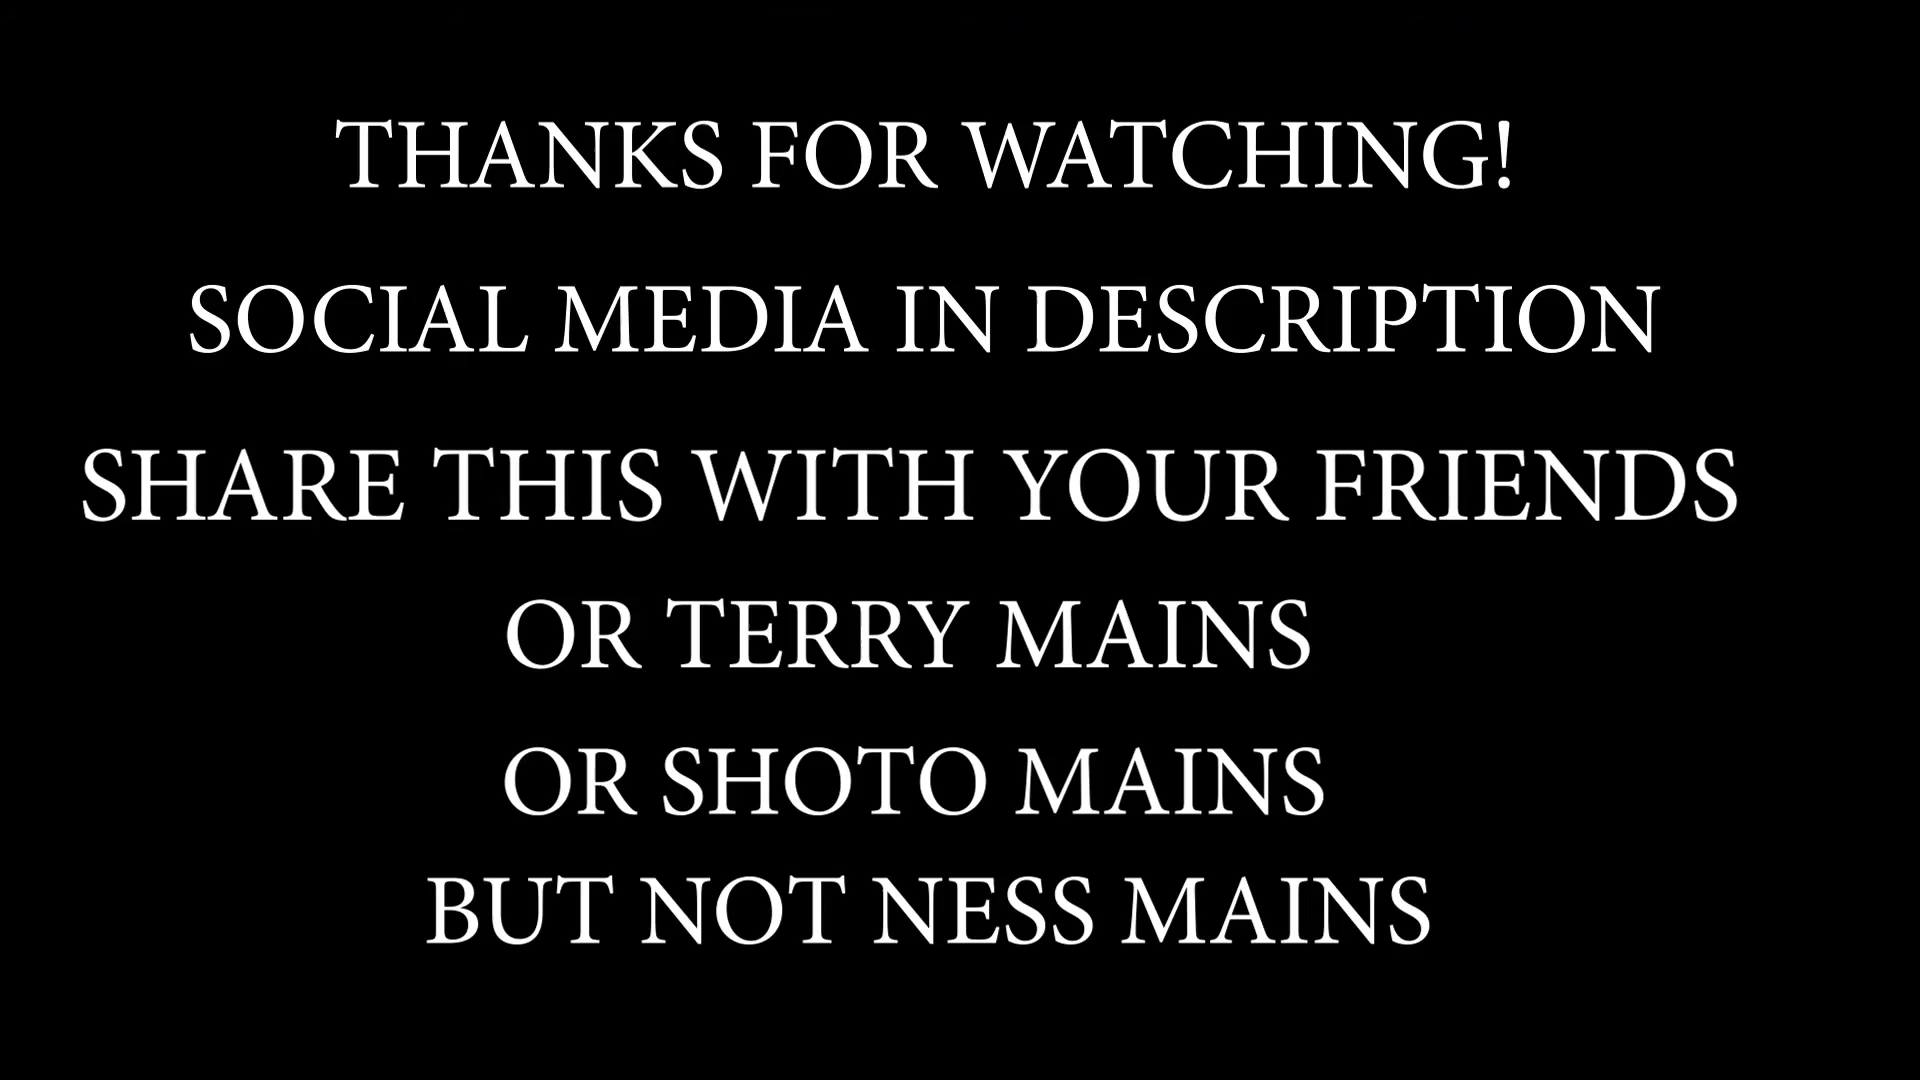 THANKS FOR WATCHING!
SOCIAL MEDIA IN DESCRIPTION
SHARE THIS WITH YOUR FRIENDS
OR TERRY MAINS
OR SHOTO MAINS
BUT NOT NESS MAINS